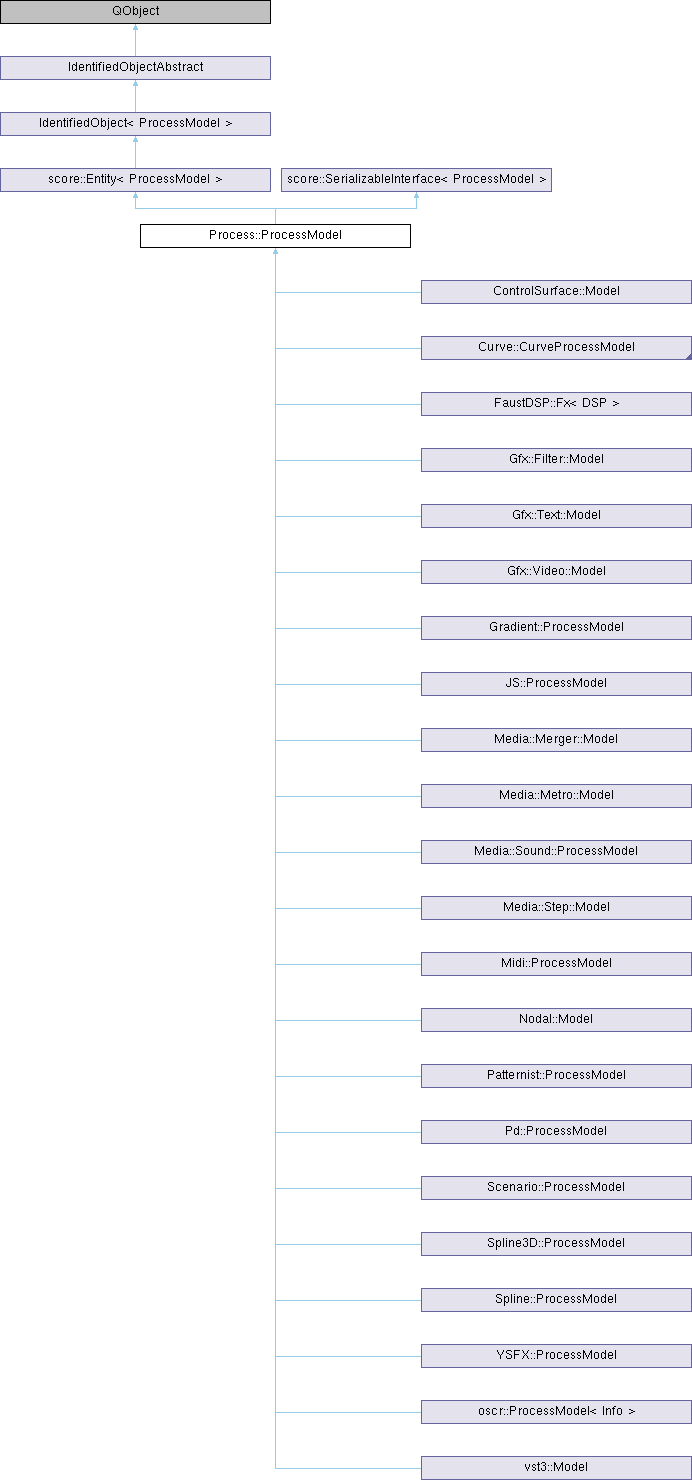 QObject
IdentifiedObjectAbstract
IdentifiedObject< ProcessModel >
score::Entity< ProcessModel >
score::SerializableInterface< ProcessModel >
Process::ProcessModel
ControlSurface::Model
Curve::CurveProcessModel
FaustDSP::Fx< DSP >
Gfx::Filter::Model
Gfx::Text::Model
Gfx::Video::Model
Gradient::ProcessModel
JS::ProcessModel
Media::Merger::Model
Media::Metro::Model
Media::Sound::ProcessModel
Media::Step::Model
Midi::ProcessModel
Nodal::Model
Patternist::ProcessModel
Pd::ProcessModel
Scenario::ProcessModel
Spline3D::ProcessModel
Spline::ProcessModel
YSFX::ProcessModel
oscr::ProcessModel< Info >
vst3::Model